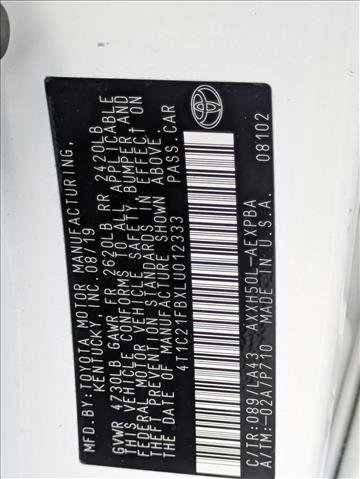 MFD. BY:TOYOTA MOTOR MANUFACTURING,
KENTUCKY, INC. 08/19
GVWR 4730LB GAWR FR 2620LB RR 2420LB
THIS VEHICLE CONFORMS TO ALL APPLICABLE
FEDERAL MOTOR VEHICLE SAFETY, BUMPER, AND
THEFT PREVENTION STANDARDS IN EFFECT ON
THE DATE OF MANUFACTURE SHOWN ABOVE.
4T1C21FBXLU012333 PASS.CAR
C/TR:089/LA43 AXXH50L-AEXPBA
A/TM:-02A/P710 MADE IN U.S.A.
08102